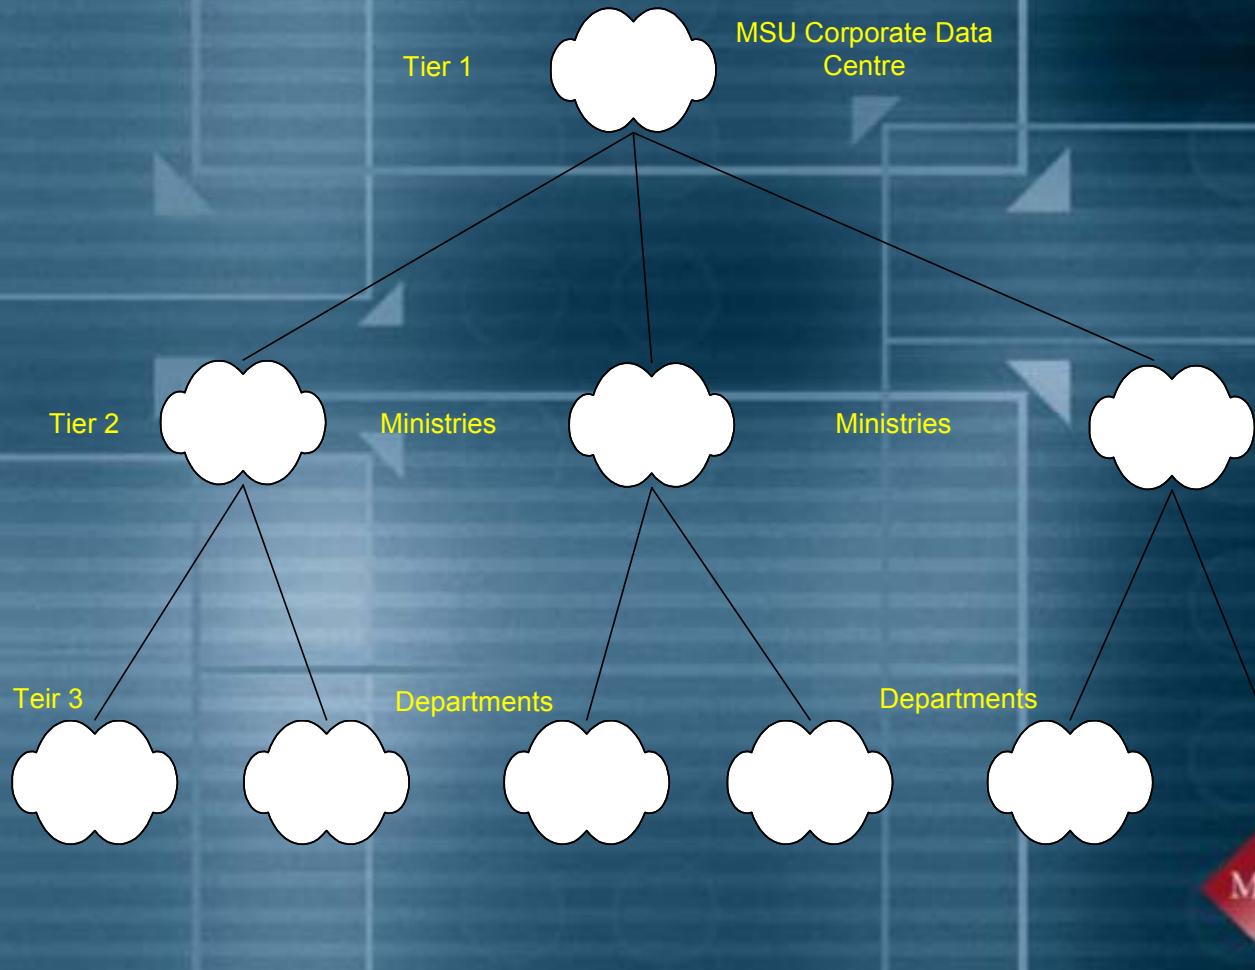 MSU Corporate Data
Centre
Tier 1
Tier 2
Ministries
Ministries
Teir 3
Departments
Departments
M